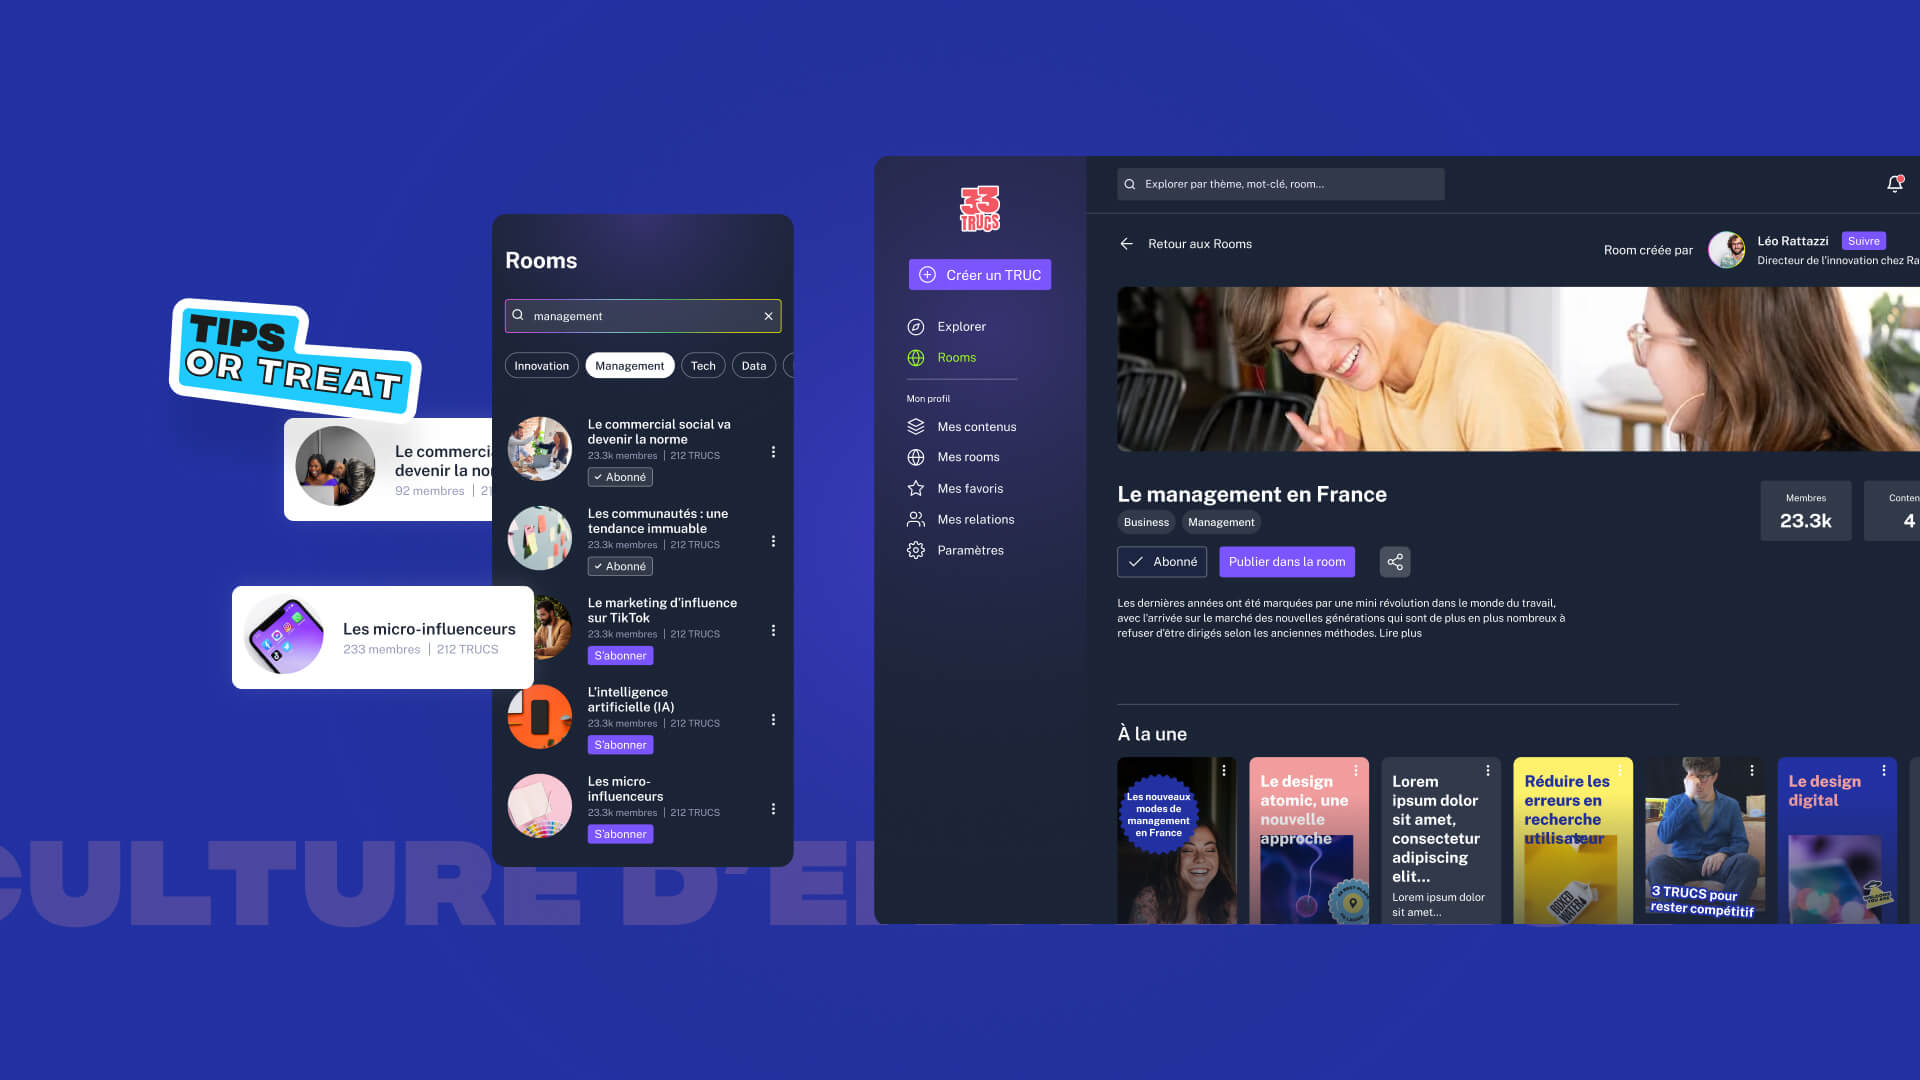 TIPS
OR TREAT
Le commercia
devenir la no
92 membres
Les micro-influenceurs
233 membres | 212 TRUCS
Rooms
management
Innovation
Management
Tech
Data
Le commercial social va
devenir la norme
23.3k membres | 212 TRUCS
Abonné
Les communautés : une
tendance immuable
23.3k membres | 212 TRUCS
Abonné
Le marketing d'influence
sur TikTok
23.3k membres | 212 TRUCS
S'abonner
L'intelligence
artificielle (IA)
23.3k membres | 212 TRUCS
S'abonner
Les micro-
influenceurs
23.3k membres | 212 TRUCS
S'abonner
CULTURE D'E
33
TRUCS
Créer un TRUC
Explorer
Rooms
Mon profil
Mes contenus
Mes rooms
Mes favoris
Mes relations
Paramètres
Explorer par thème, mot-clé, room...
Retour aux Rooms
Room créée par
Léo Rattazzi
Suivre
Directeur de l'innovation chez Ra
Le management en France
Business
Management
Membres
23.3k
Conten
4
Abonné
Publier dans la room
Les dernières années ont été marquées par une mini révolution dans le monde du travail,
avec l'arrivée sur le marché des nouvelles générations qui sont de plus en plus nombreux à
refuser d'être dirigés selon les anciennes méthodes. Lire plus
À la une
Les nouveaux
modes de
management
en France
Le design
atomic, une
nouvelle
approche
Lorem
ipsum dolor
sit amet,
consectetur
adipiscing
elit...
Lorem ipsum dolor
sit amet...
Réduire les
erreurs en
recherche
utilisateur
3 TRUCS pour
rester compétitif
Le design
digital